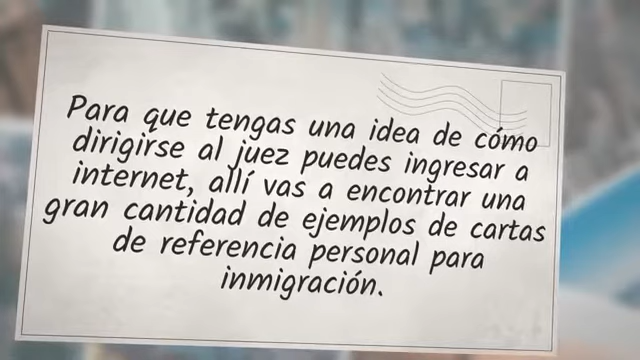 Para que tengas una idea de cómo
dirigirse al juez puedes ingresar a
internet, allí vas a encontrar una
gran cantidad de ejemplos de cartas
de referencia personal para
inmigración.